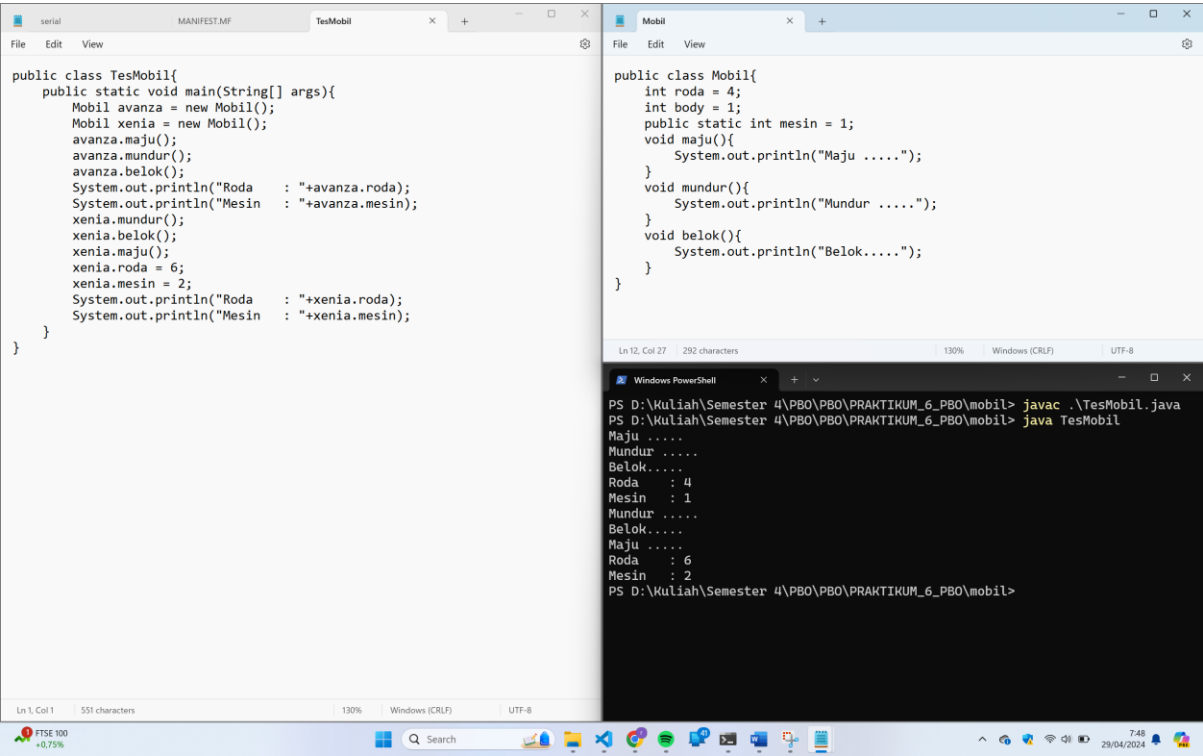 serial
MANIFEST.MF
TesMobil
File Edit View
public class TesMobil{
    public static void main(String[] args){
        Mobil avanza = new Mobil();
        Mobil xenia = new Mobil();
        avanza.maju();
        avanza.mundur();
        avanza.belok();
        System.out.println("Roda    : "+avanza.roda);
        System.out.println("Mesin   : "+avanza.mesin);
        xenia.mundur();
        xenia.belok();
        xenia.maju();
        xenia.roda = 6;
        xenia.mesin = 2;
        System.out.println("Roda    : "+xenia.roda);
        System.out.println("Mesin   : "+xenia.mesin);
    }
}
Ln 1, Col 1 551 characters 130% Windows (CRLF) UTF-8
Mobil
File Edit View
public class Mobil{
    int roda = 4;
    int body = 1;
    public static int mesin = 1;
    void maju(){
        System.out.println("Maju .....");
    }
    void mundur(){
        System.out.println("Mundur .....");
    }
    void belok(){
        System.out.println("Belok.....");
    }
}
Ln 12, Col 27 292 characters 130% Windows (CRLF) UTF-8
Windows PowerShell
PS D:\Kuliah\Semester 4\PBO\PBO\PRAKTIKUM_6_PBO\mobil> javac .\TesMobil.java
PS D:\Kuliah\Semester 4\PBO\PBO\PRAKTIKUM_6_PBO\mobil> java TesMobil
Maju .....
Mundur .....
Belok.....
Roda    : 4
Mesin   : 1
Mundur .....
Belok.....
Maju .....
Roda    : 6
Mesin   : 2
PS D:\Kuliah\Semester 4\PBO\PBO\PRAKTIKUM_6_PBO\mobil>
1
FTSE 100
+0,75%
Search
7:48
29/04/2024